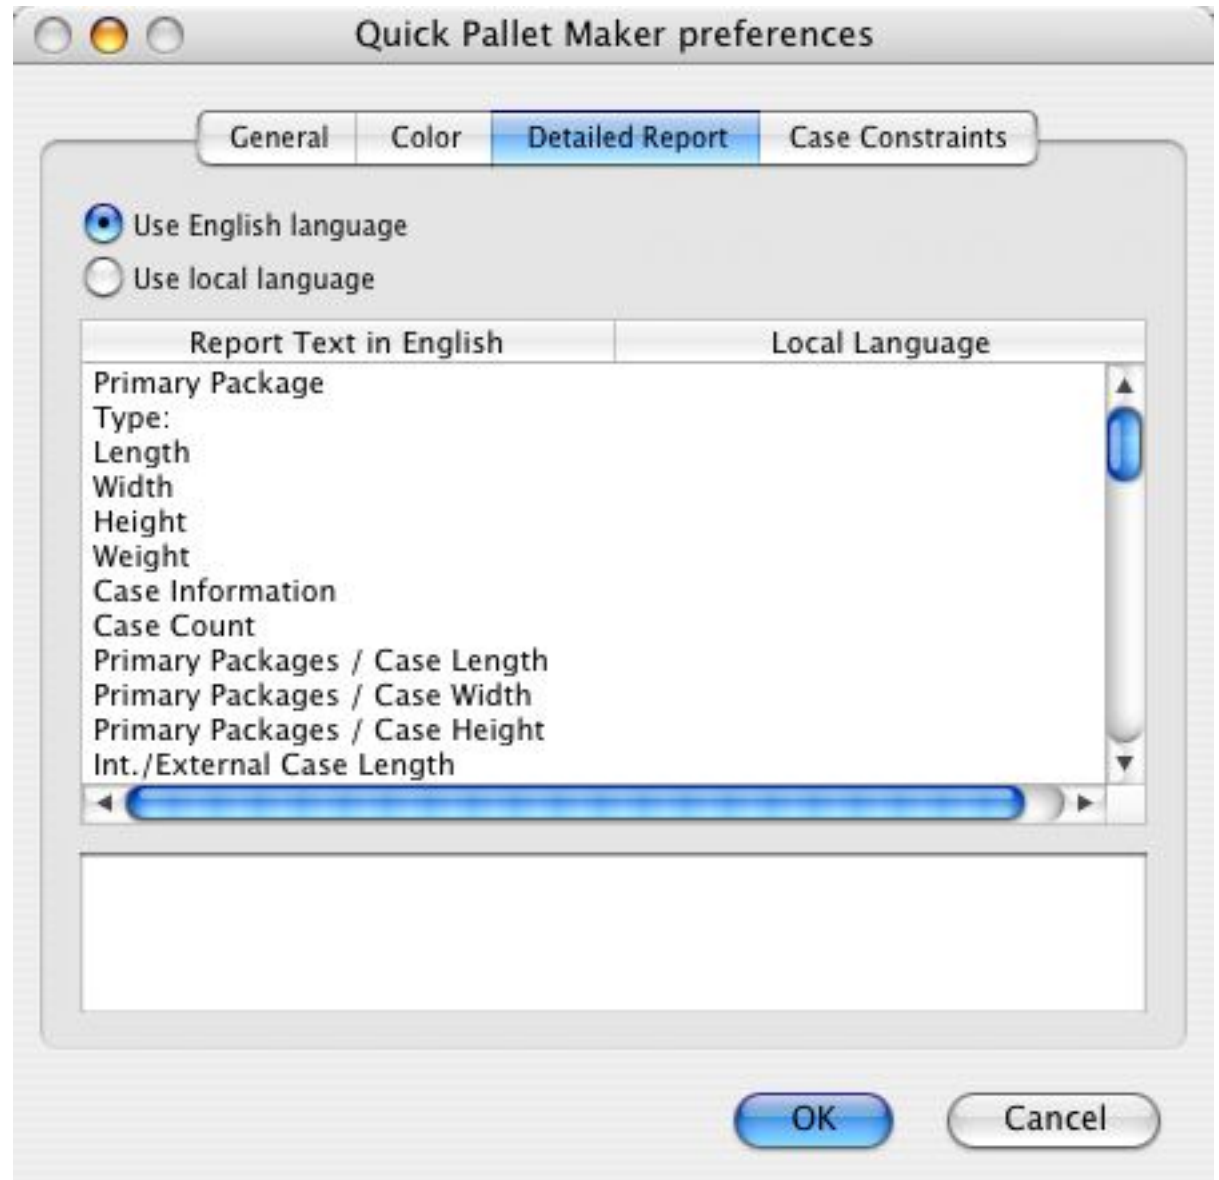 Quick Pallet Maker preferences
General Color Detailed Report Case Constraints
Use English language
Use local language
Report Text in English Local Language
Primary Package
Type:
Length
Width
Height
Weight
Case Information
Case Count
Primary Packages / Case Length
Primary Packages / Case Width
Primary Packages / Case Height
Int./External Case Length
OK Cancel